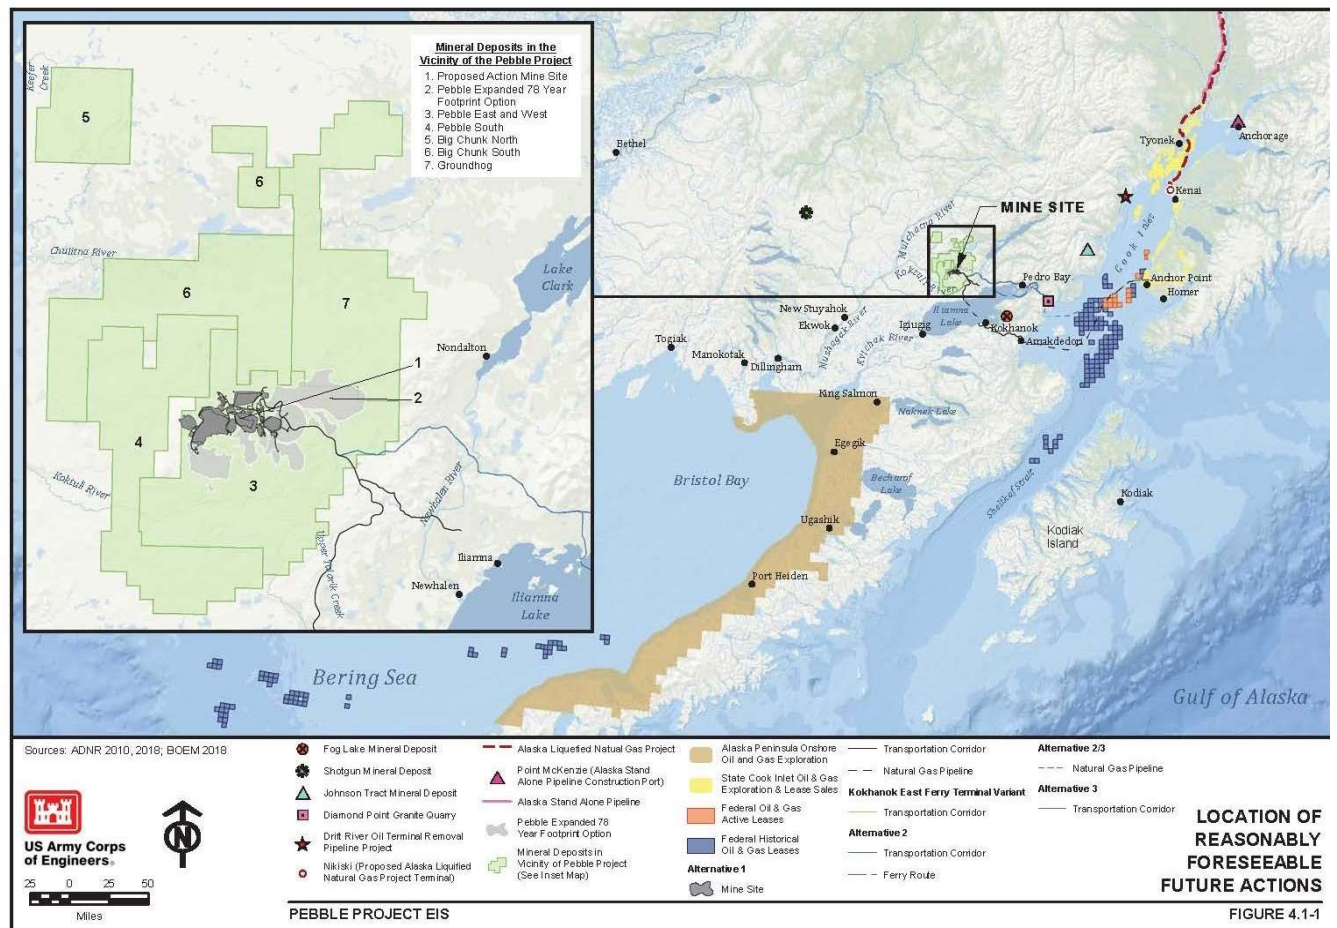 Mineral Deposits in the
Vicinity of the Pebble Project
1. Proposed Action Mine Site
2. Pebble Expanded 78 Year
Footprint Option
3. Pebble East and West
4. Pebble South
5. Big Chunk North
6. Big Chunk South
7. Groundhog
Keefer
Creek
5
6
Chulitna River
6
7
Lake
Clark
Nondalton
1
2
4
3
Koktuli River
Newhalen River
Upper Talarik Creek
Iliamna
Newhalen
Iliamna
Lake
Bethel
Tyonek
Anchorage
Kenai
MINE SITE
Mulchatna River
Koktuli River
Cook Inlet
Pedro Bay
Anchor Point
Homer
New Stuyahok
Ekwok
Nushagak River
Iliamna
Lake
Igiugig
Kokhanok
Amakdedori
Kvichak River
Togiak
Manokotak
Dillingham
King Salmon
Naknek Lake
Egegik
Bristol Bay
Becharof
Lake
Shelikof Strait
Kodiak
Ugashik
Kodiak
Island
Port Heiden
Bering Sea
Gulf of Alaska
Sources: ADNR 2010, 2018; BOEM 2018
US Army Corps
of Engineers®
N
25 0 25 50
Miles
Fog Lake Mineral Deposit
Shotgun Mineral Deposit
Johnson Tract Mineral Deposit
Diamond Point Granite Quarry
Drift River Oil Terminal Removal
Pipeline Project
Nikiski (Proposed Alaska Liquified
Natural Gas Project Terminal)
Alaska Liquefied Natual Gas Project
Point McKenzie (Alaska Stand
Alone Pipeline Construction Port)
Alaska Stand Alone Pipeline
Pebble Expanded 78
Year Footprint Option
Mineral Deposits in
Vicinity of Pebble Project
(See Inset Map)
Alaska Peninsula Onshore
Oil and Gas Exploration
State Cook Inlet Oil & Gas
Exploration & Lease Sales
Federal Oil & Gas
Active Leases
Federal Historical
Oil & Gas Leases
Alternative 1
Mine Site
Transportation Corridor
Natural Gas Pipeline
Kokhanok East Ferry Terminal Variant
Transportation Corridor
Alternative 2
Transportation Corridor
Ferry Route
Alternative 2/3
Natural Gas Pipeline
Alternative 3
Transportation Corridor
LOCATION OF
REASONABLY
FORESEEABLE
FUTURE ACTIONS
PEBBLE PROJECT EIS
FIGURE 4.1-1